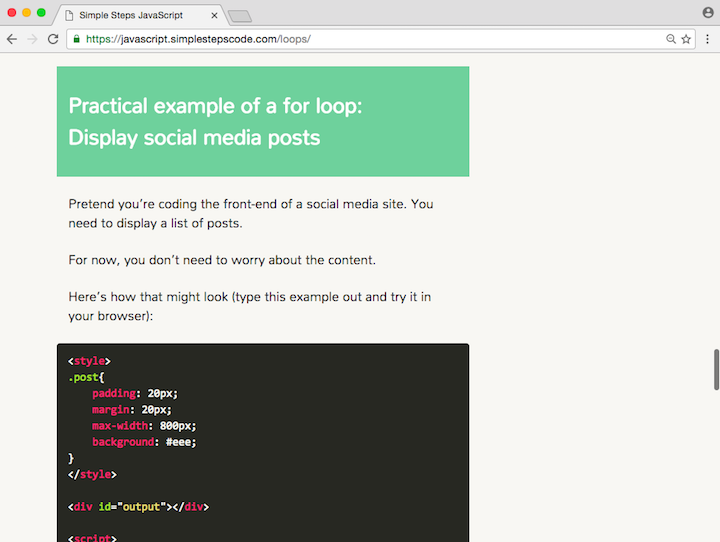 Simple Steps JavaScript
https://javascript.simplestepscode.com/loops/
Practical example of a for loop:
Display social media posts
Pretend you’re coding the front-end of a social media site. You
need to display a list of posts.
For now, you don’t need to worry about the content.
Here’s how that might look (type this example out and try it in
your browser):
<style>
.post{
    padding: 20px;
    margin: 20px;
    max-width: 800px;
    background: #eee;
}
</style>
<div id="output"></div>
<script>